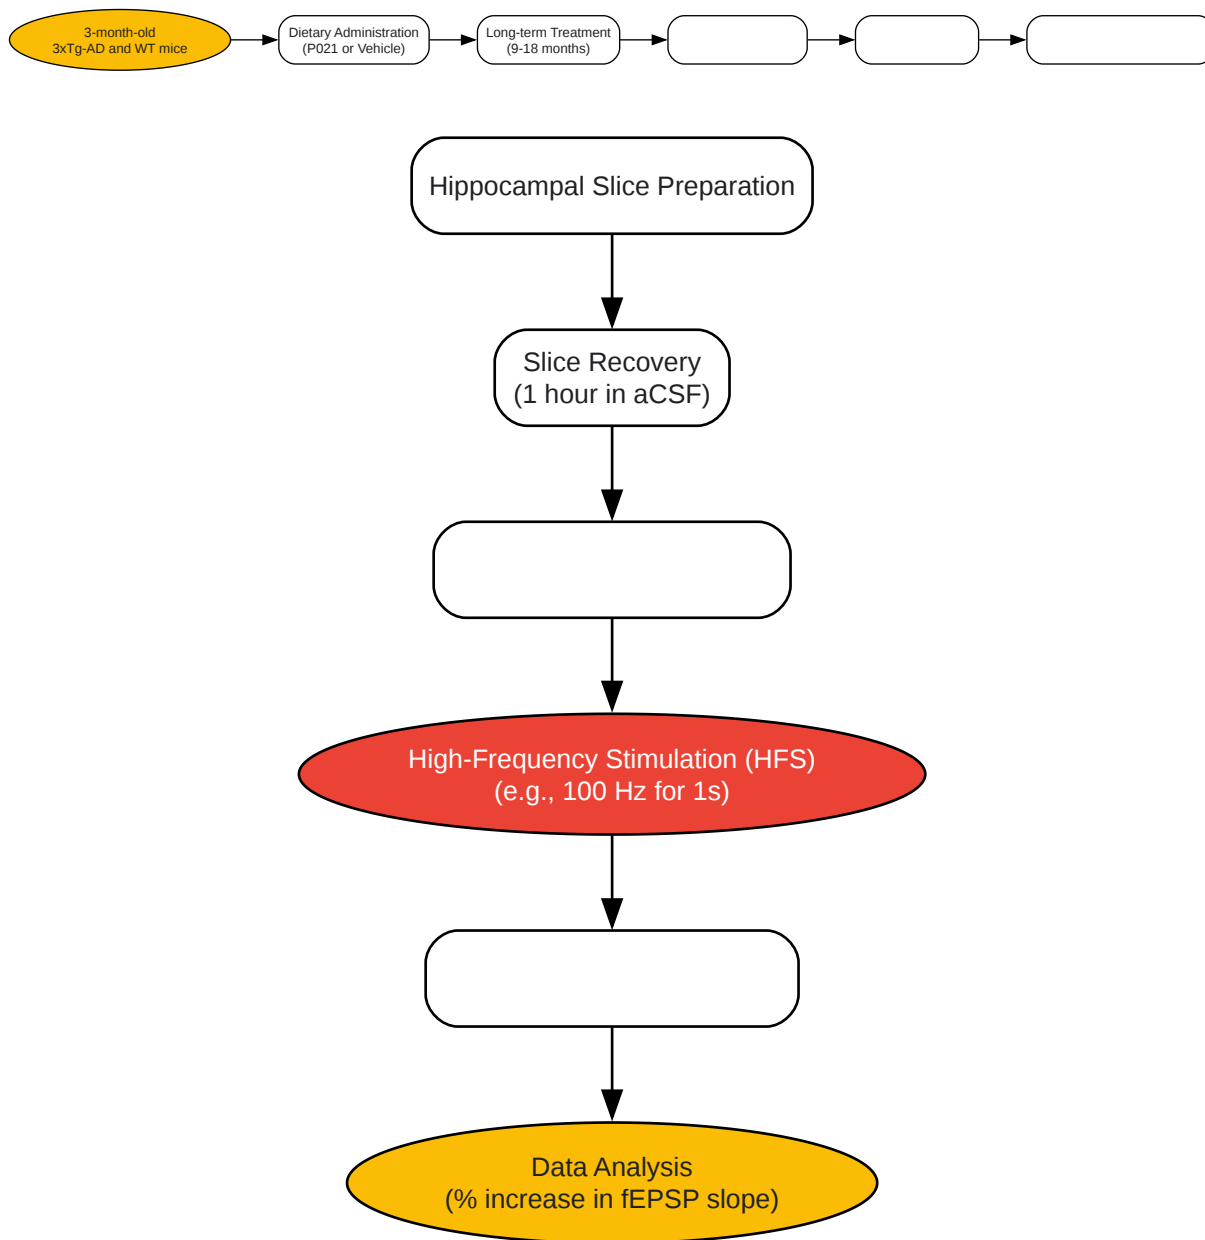 3-month-old
3xTg-AD and WT mice
Dietary Administration
(P021 or Vehicle)
Long-term Treatment
(9-18 months)
Hippocampal Slice Preparation
Slice Recovery
(1 hour in aCSF)
High-Frequency Stimulation (HFS)
(e.g., 100 Hz for 1s)
Data Analysis
(% increase in fEPSP slope)